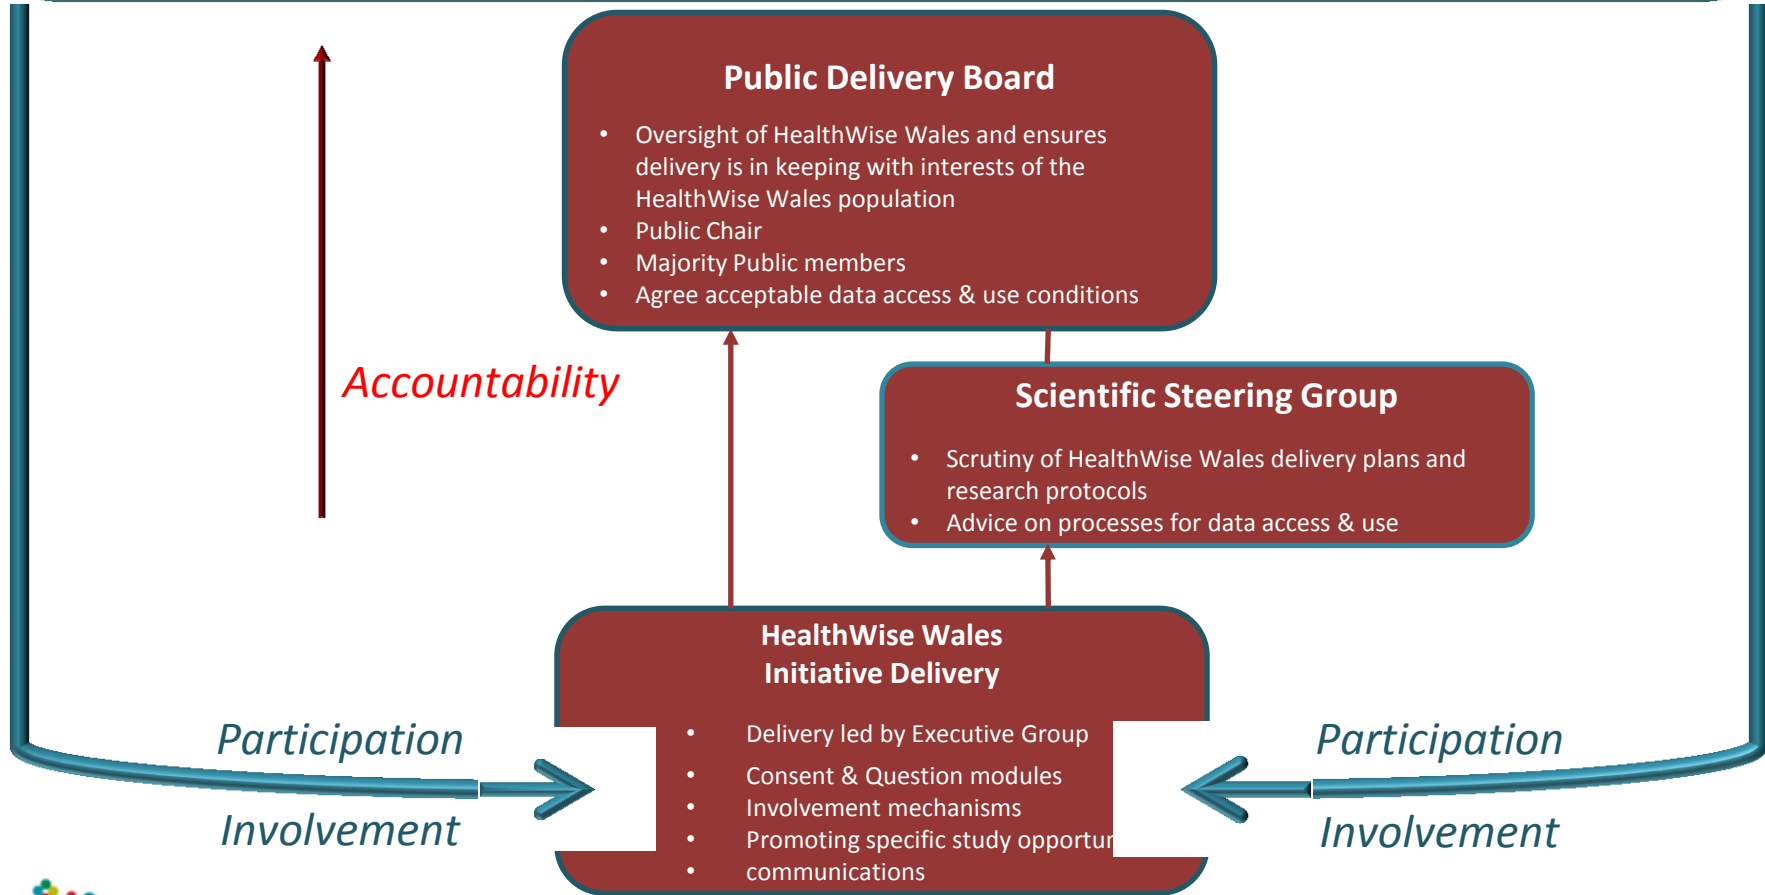 Public Delivery Board
• Oversight of HealthWise Wales and ensures
delivery is in keeping with interests of the
HealthWise Wales population
• Public Chair
• Majority Public members
• Agree acceptable data access & use conditions
Accountability
Scientific Steering Group
• Scrutiny of HealthWise Wales delivery plans and
research protocols
• Advice on processes for data access & use
HealthWise Wales
Initiative Delivery
• Delivery led by Executive Group
• Consent & Question modules
• Involvement mechanisms
• Promoting specific study
• communications
Participation
Involvement
Participation
Involvement